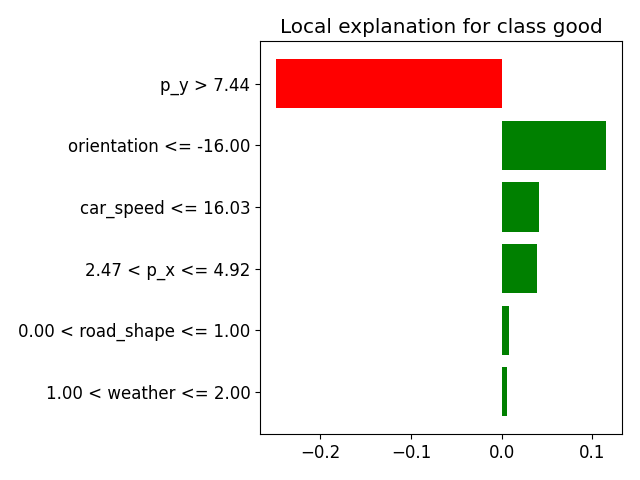 Local explanation for class good
p_y > 7.44
orientation <= -16.00
car_speed <= 16.03
2.47 < p_x <= 4.92
0.00 < road_shape <= 1.00
1.00 < weather <= 2.00
−0.2 −0.1 0.0 0.1